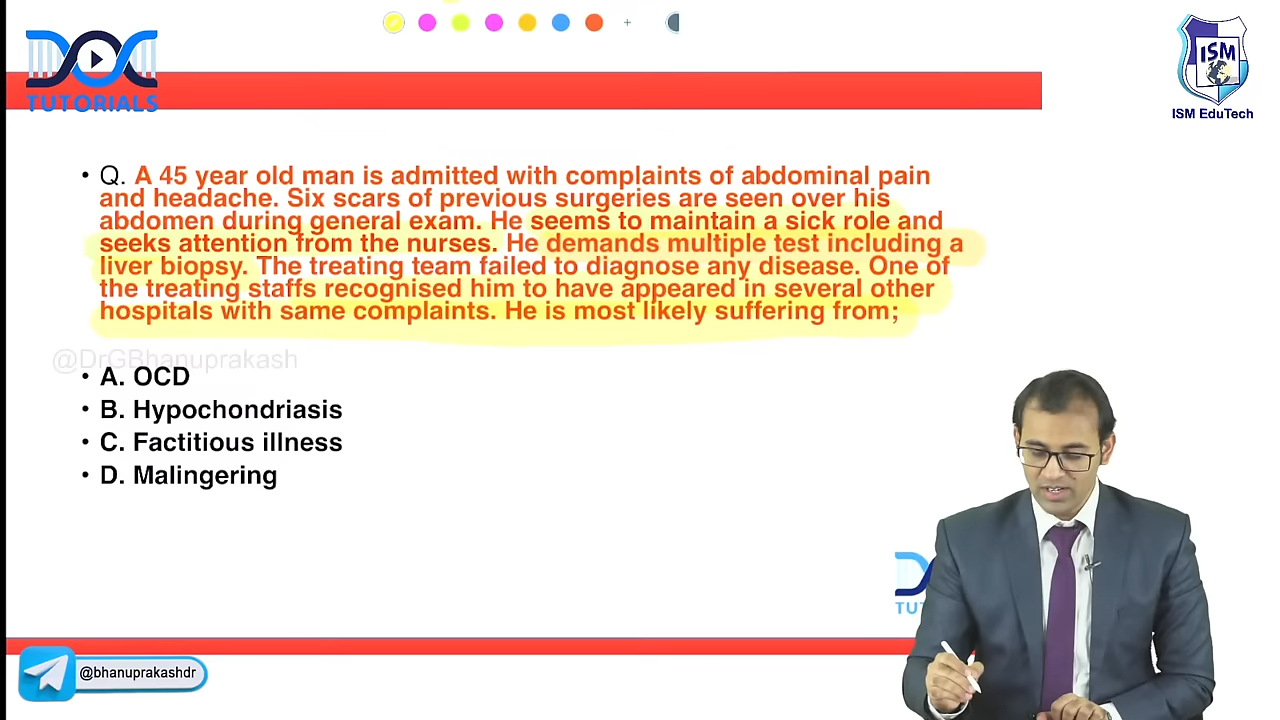 TUTORIALS
ISM
ISM EduTech
• Q. A 45 year old man is admitted with complaints of abdominal pain
and headache. Six scars of previous surgeries are seen over his
abdomen during general exam. He seems to maintain a sick role and
seeks attention from the nurses. He demands multiple test including a
liver biopsy. The treating team failed to diagnose any disease. One of
the treating staffs recognised him to have appeared in several other
hospitals with same complaints. He is most likely suffering from;
@DrGBhanuprakash
• A. OCD
• B. Hypochondriasis
• C. Factitious illness
• D. Malingering
TU
@bhanuprakashdr